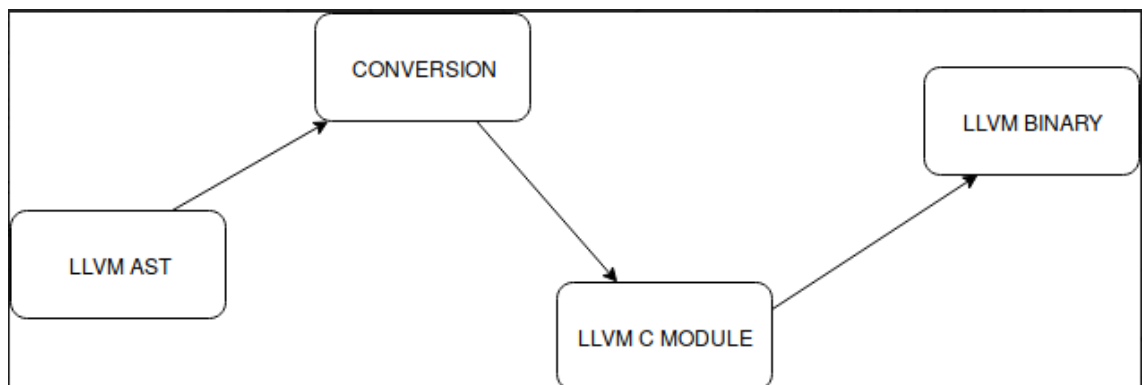 CONVERSION
LLVM BINARY
LLVM AST
LLVM C MODULE